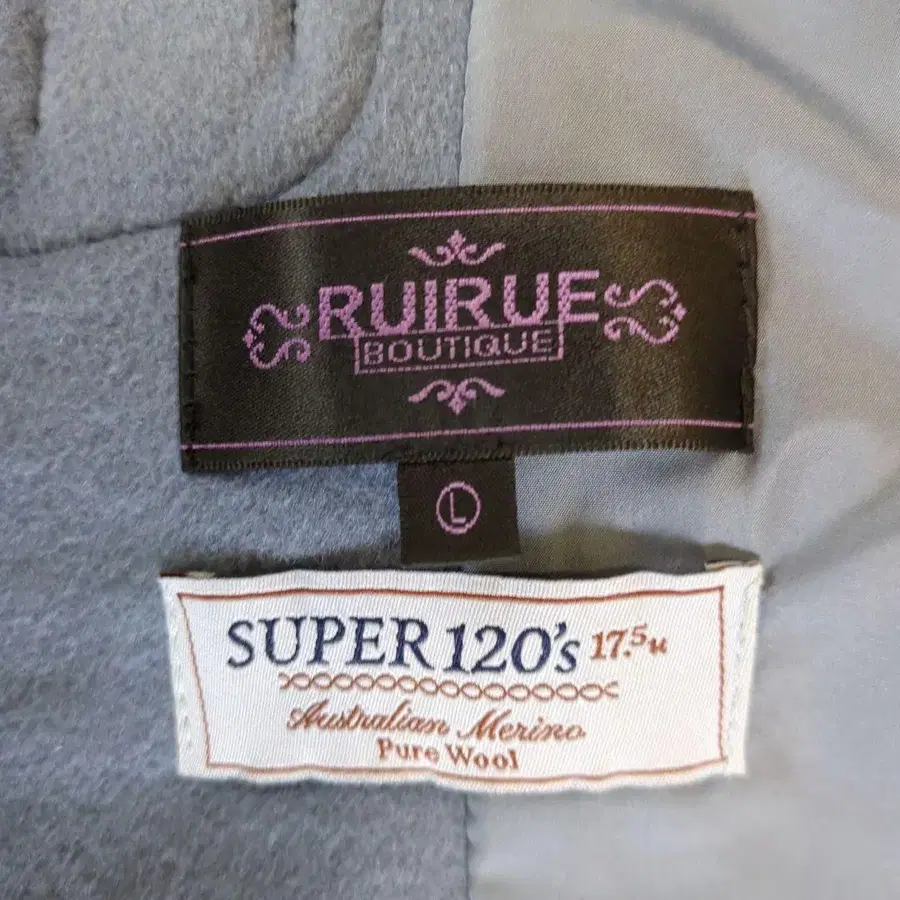 RUIRUE
BOUTIQUE
L
SUPER 120's 17.5u
Australian Merino
Pure Wool